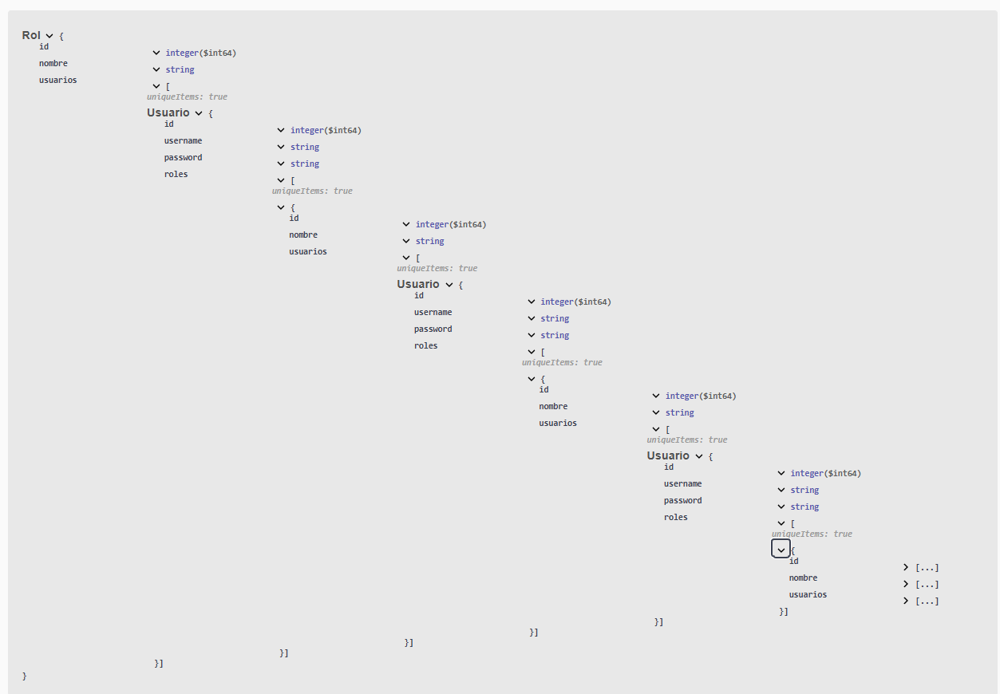 Rol {
id
integer($int64)
nombre
string
usuarios
[
uniqueItems: true
Usuario {
id
integer($int64)
username
string
password
string
roles
[
uniqueItems: true
{
id
integer($int64)
nombre
string
usuarios
[
uniqueItems: true
Usuario {
id
integer($int64)
username
string
password
string
roles
[
uniqueItems: true
{
id
integer($int64)
nombre
string
usuarios
[
uniqueItems: true
Usuario {
id
integer($int64)
username
string
password
string
roles
[
uniqueItems: true
{
id
[...]
nombre
[...]
usuarios
[...]
}]
}]
}]
}]
}]
}]
}